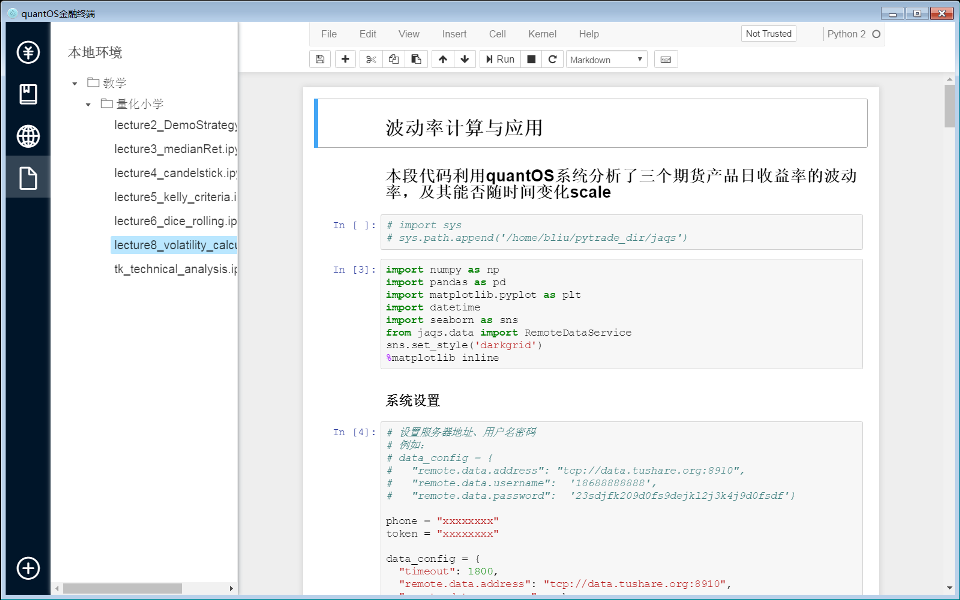 quantOS金融终端
本地环境
教学
量化小学
lecture2_DemoStrategy
lecture3_medianRet.ipy
lecture4_candelstick.ipy
lecture5_kelly_criteria.i
lecture6_dice_rolling.ip
lecture8_volatility_calcu
tk_technical_analysis.ip
File Edit View Insert Cell Kernel Help Not Trusted Python 2
Run Markdown
波动率计算与应用
本段代码利用quantOS系统分析了三个期货产品日收益率的波动
率，及其能否随时间变化scale
In [ ]: # import sys
# sys.path.append('/home/bliu/pytrade_dir/jaqs')
In [3]: import numpy as np
import pandas as pd
import matplotlib.pyplot as plt
import datetime
import seaborn as sns
from jaqs.data import RemoteDataService
sns.set_style('darkgrid')
%matplotlib inline
系统设置
In [4]: # 设置服务器地址、用户名密码
# 例如：
# data_config = {
# "remote.data.address": "tcp://data.tushare.org:8910",
# "remote.data.username": '18688888888',
# "remote.data.password": '23sdjfk209d0fs9dejkl2j3k4j9d0fsdf'}
phone = "xxxxxxxx"
token = "xxxxxxxx"
data_config = {
"timeout": 1800,
"remote.data.address": "tcp://data.tushare.org:8910",